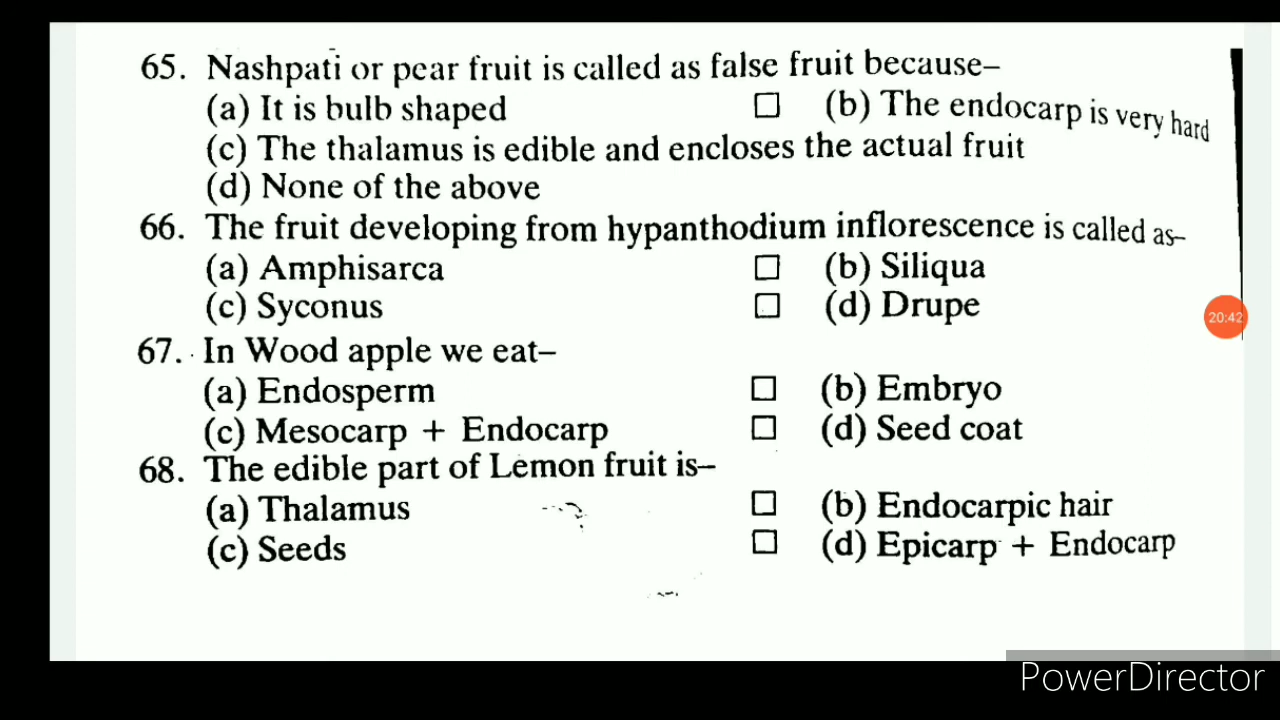 65. Nashpati or pear fruit is called as false fruit because–
(a) It is bulb shaped □ (b) The endocarp is very hard
(c) The thalamus is edible and encloses the actual fruit
(d) None of the above
66. The fruit developing from hypanthodium inflorescence is called as–
(a) Amphisarca □ (b) Siliqua
(c) Syconus □ (d) Drupe
20:42
67. In Wood apple we eat–
(a) Endosperm □ (b) Embryo
(c) Mesocarp + Endocarp □ (d) Seed coat
68. The edible part of Lemon fruit is–
(a) Thalamus □ (b) Endocarpic hair
(c) Seeds □ (d) Epicarp + Endocarp
PowerDirector